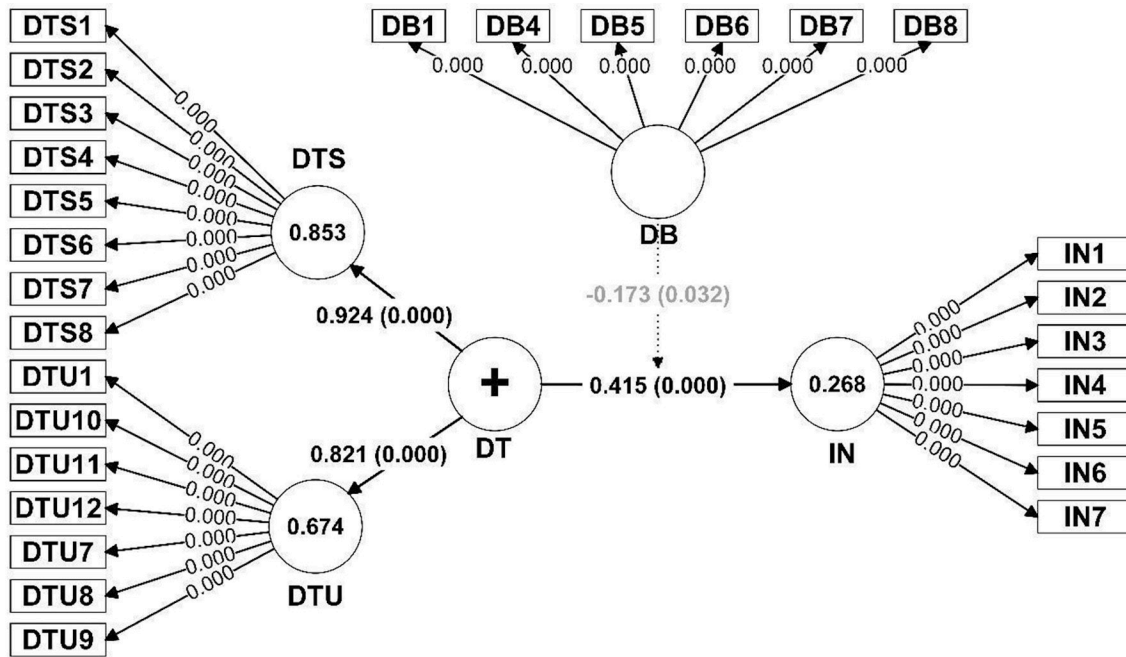 DTS1
DTS2
DTS3
DTS4
DTS5
DTS6
DTS7
DTS8
0.000
0.000
0.000
0.000
0.000
0.000
0.000
0.000
DTS
0.853
DB1
DB4
DB5
DB6
DB7
DB8
0.000
0.000
0.000
0.000
0.000
0.000
DB
-0.173 (0.032)
0.924 (0.000)
+
DT
0.415 (0.000)
0.821 (0.000)
DTU1
DTU10
DTU11
DTU12
DTU7
DTU8
DTU9
0.000
0.000
0.000
0.000
0.000
0.000
0.000
0.674
DTU
0.268
IN
0.000
0.000
0.000
0.000
0.000
0.000
0.000
IN1
IN2
IN3
IN4
IN5
IN6
IN7